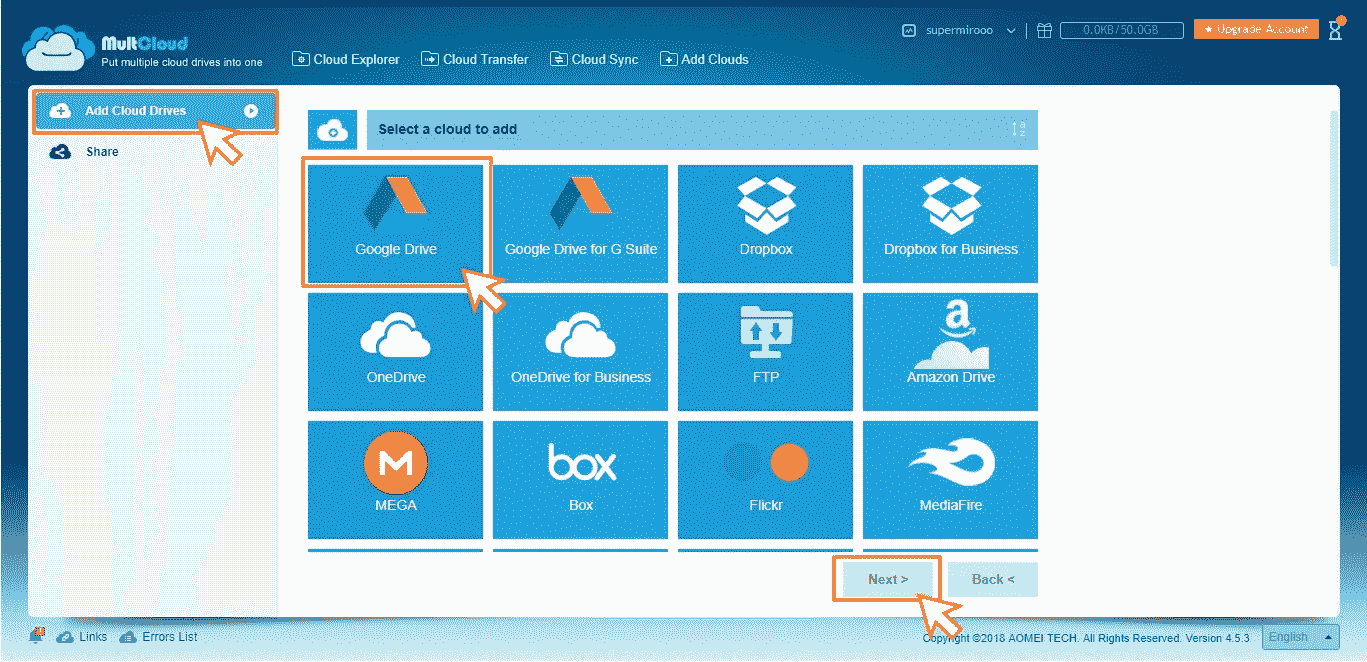 MultCloud
Put multiple cloud drives into one
Cloud Explorer
Cloud Transfer
Cloud Sync
Add Clouds
supermirooo
0.0KB/50.0GB
Upgrade Account
Add Cloud Drives
Share
Select a cloud to add
Google Drive
Google Drive for G Suite
Dropbox
Dropbox for Business
OneDrive
OneDrive for Business
FTP
Amazon Drive
MEGA
box
Box
Flickr
MediaFire
Next >
Back <
Links
Errors List
Copyright ©2018 AOMEI TECH. All Rights Reserved. Version 4.5.3
English